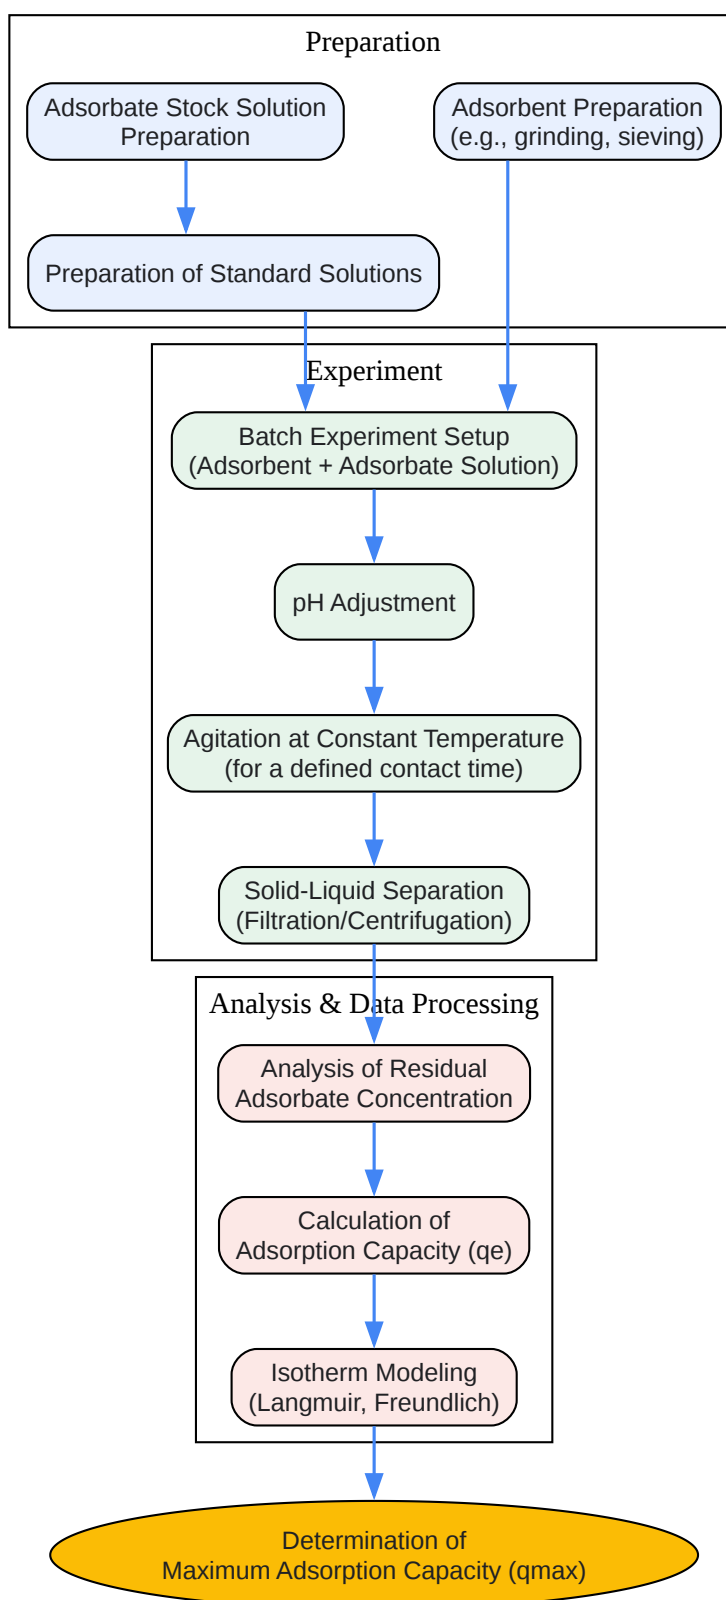 Preparation
Adsorbate Stock Solution
Preparation
Adsorbent Preparation
(e.g., grinding, sieving)
Preparation of Standard Solutions
Experiment
Batch Experiment Setup
(Adsorbent + Adsorbate Solution)
pH Adjustment
Agitation at Constant Temperature
(for a defined contact time)
Solid-Liquid Separation
(Filtration/Centrifugation)
Analysis & Data Processing
Analysis of Residual
Adsorbate Concentration
Calculation of
Adsorption Capacity (qe)
Isotherm Modeling
(Langmuir, Freundlich)
Determination of
Maximum Adsorption Capacity (qmax)